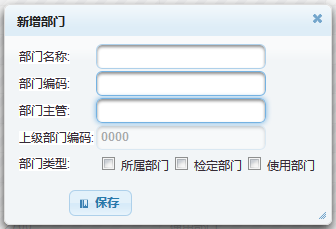 新增部门
部门名称:
部门编码:
部门主管:
上级部门编码: 0000
部门类型: 所属部门 检定部门 使用部门
保存